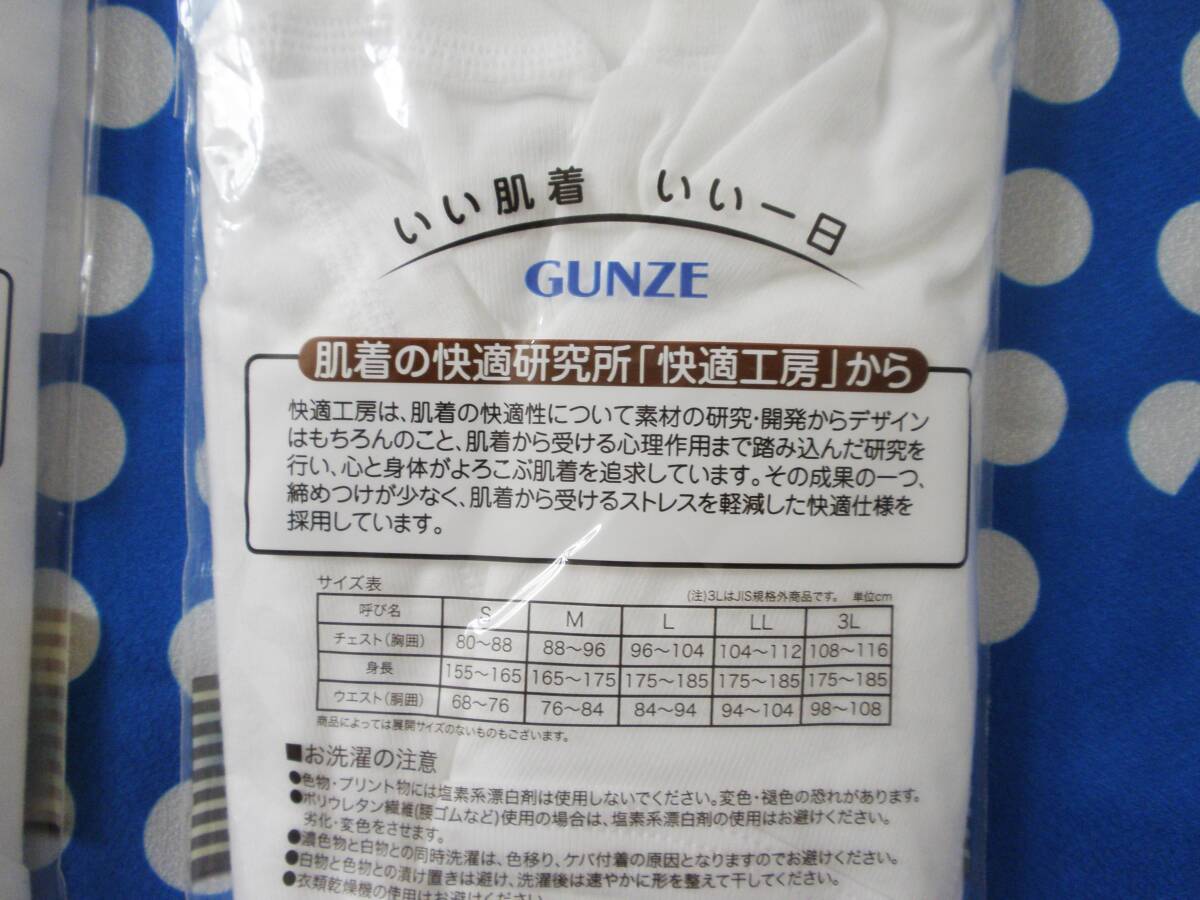 いい肌着 いい一日
GUNZE
肌着の快適研究所「快適工房」から
快適工房は、肌着の快適性について素材の研究・開発からデザイン
はもちろんのこと、肌着から受ける心理作用まで踏み込んだ研究を
行い、心と身体がよろこぶ肌着を追求しています。その成果の一つ、
締めつけが少なく、肌着から受けるストレスを軽減した快適仕様を
採用しています。
サイズ表 (注)3LはJIS規格外商品です。 単位cm
呼び名 S M L LL 3L
チェスト(胸囲) 80〜88 88〜96 96〜104 104〜112 108〜116
身長 155〜165 165〜175 175〜185 175〜185 175〜185
ウエスト(胴囲) 68〜76 76〜84 84〜94 94〜104 98〜108
商品によっては展開サイズのないものもございます。
■お洗濯の注意
●色物・プリント物には塩素系漂白剤は使用しないでください。変色・褪色の恐れがあります。
●ポリウレタン繊維(腰ゴムなど)使用の場合は、塩素系漂白剤の使用はお避けください。
劣化・変色をさせます。
●濃色物と白物との同時洗濯は、色移り、ケバ付着の原因となりますのでお避けください。
●白物と色物との漬け置きは避け、洗濯後は速やかに形を整えて干してください。
●衣類乾燥機の使用はお避けください。